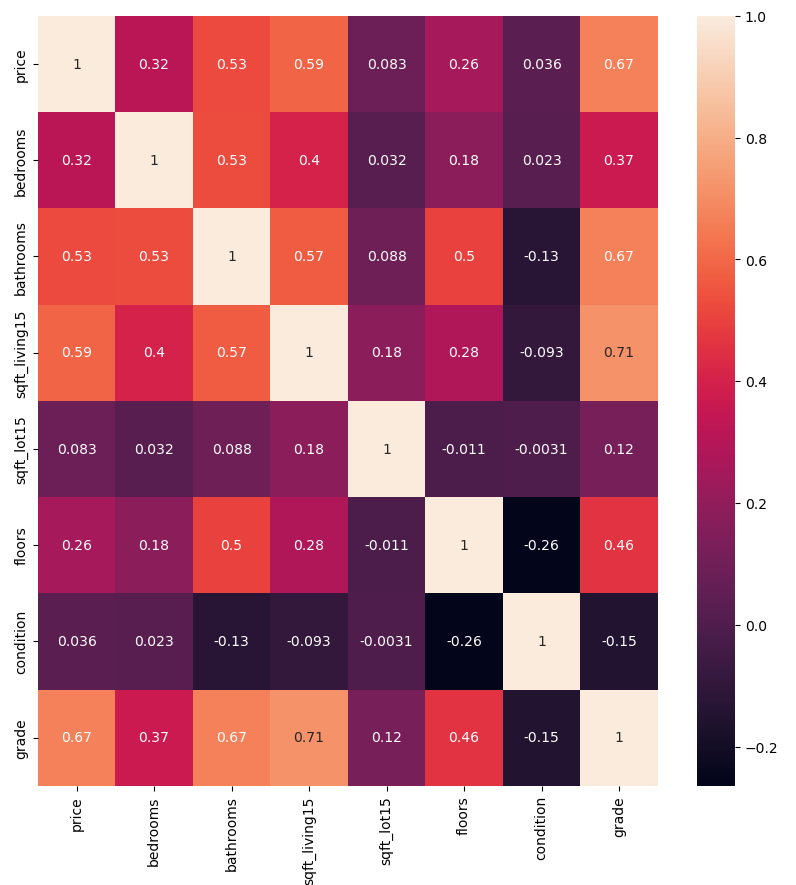 price 1 0.32 0.53 0.59 0.083 0.26 0.036 0.67
bedrooms 0.32 1 0.53 0.4 0.032 0.18 0.023 0.37
bathrooms 0.53 0.53 1 0.57 0.088 0.5 -0.13 0.67
sqft_living15 0.59 0.4 0.57 1 0.18 0.28 -0.093 0.71
sqft_lot15 0.083 0.032 0.088 0.18 1 -0.011 -0.0031 0.12
floors 0.26 0.18 0.5 0.28 -0.011 1 -0.26 0.46
condition 0.036 0.023 -0.13 -0.093 -0.0031 -0.26 1 -0.15
grade 0.67 0.37 0.67 0.71 0.12 0.46 -0.15 1
price bedrooms bathrooms sqft_living15 sqft_lot15 floors condition grade
1.0
0.8
0.6
0.4
0.2
0.0
−0.2